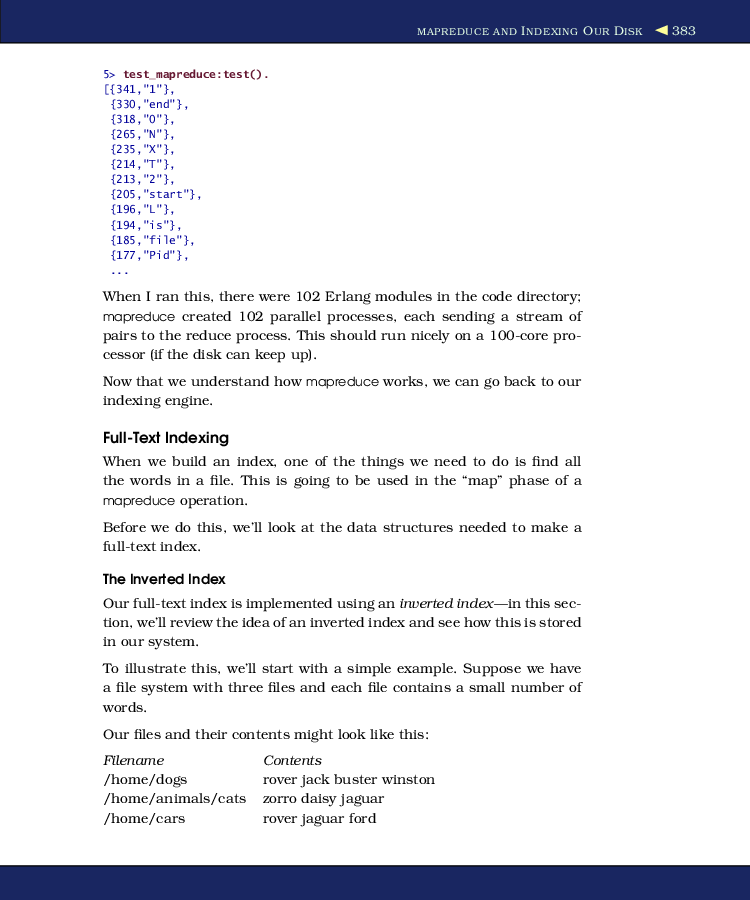 MAPREDUCE AND INDEXING OUR DISK ◀ 383
5> test_mapreduce:test().
[{341,"1"},
{330,"end"},
{318,"0"},
{265,"N"},
{235,"X"},
{214,"T"},
{213,"2"},
{205,"start"},
{196,"L"},
{194,"is"},
{185,"file"},
{177,"Pid"},
...
When I ran this, there were 102 Erlang modules in the code directory;
mapreduce created 102 parallel processes, each sending a stream of
pairs to the reduce process. This should run nicely on a 100-core pro-
cessor (if the disk can keep up).
Now that we understand how mapreduce works, we can go back to our
indexing engine.
Full-Text Indexing
When we build an index, one of the things we need to do is find all
the words in a file. This is going to be used in the “map” phase of a
mapreduce operation.
Before we do this, we’ll look at the data structures needed to make a
full-text index.
The Inverted Index
Our full-text index is implemented using an inverted index—in this sec-
tion, we’ll review the idea of an inverted index and see how this is stored
in our system.
To illustrate this, we’ll start with a simple example. Suppose we have
a file system with three files and each file contains a small number of
words.
Our files and their contents might look like this:
Filename Contents
/home/dogs rover jack buster winston
/home/animals/cats zorro daisy jaguar
/home/cars rover jaguar ford